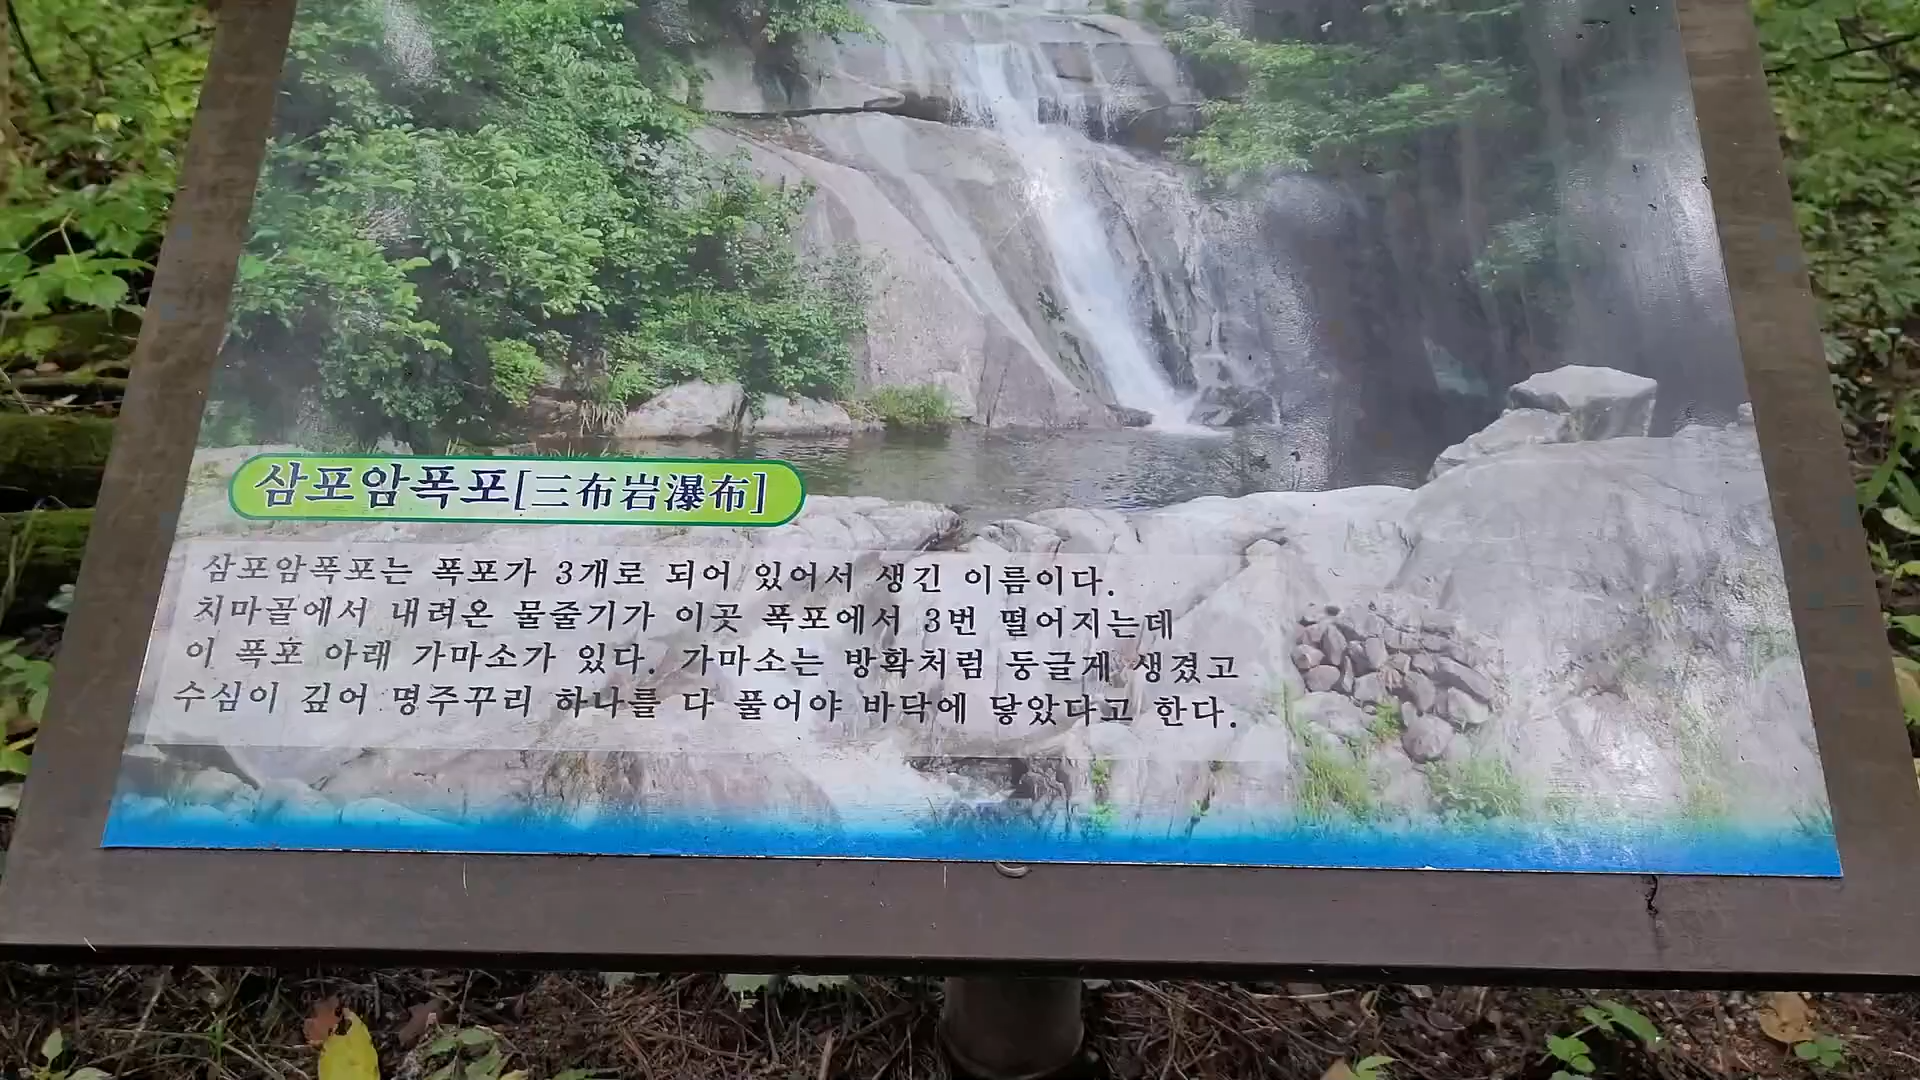 삼포암폭포[三布岩瀑布]
삼포암폭포는 폭포가 3개로 되어 있어서 생긴 이름이다.
치마골에서 내려온 물줄기가 이곳 폭포에서 3번 떨어지는데
이 폭포 아래 가마소가 있다. 가마소는 방확처럼 둥글게 생겼고
수심이 깊어 명주꾸리 하나를 다 풀어야 바닥에 닿았다고 한다.